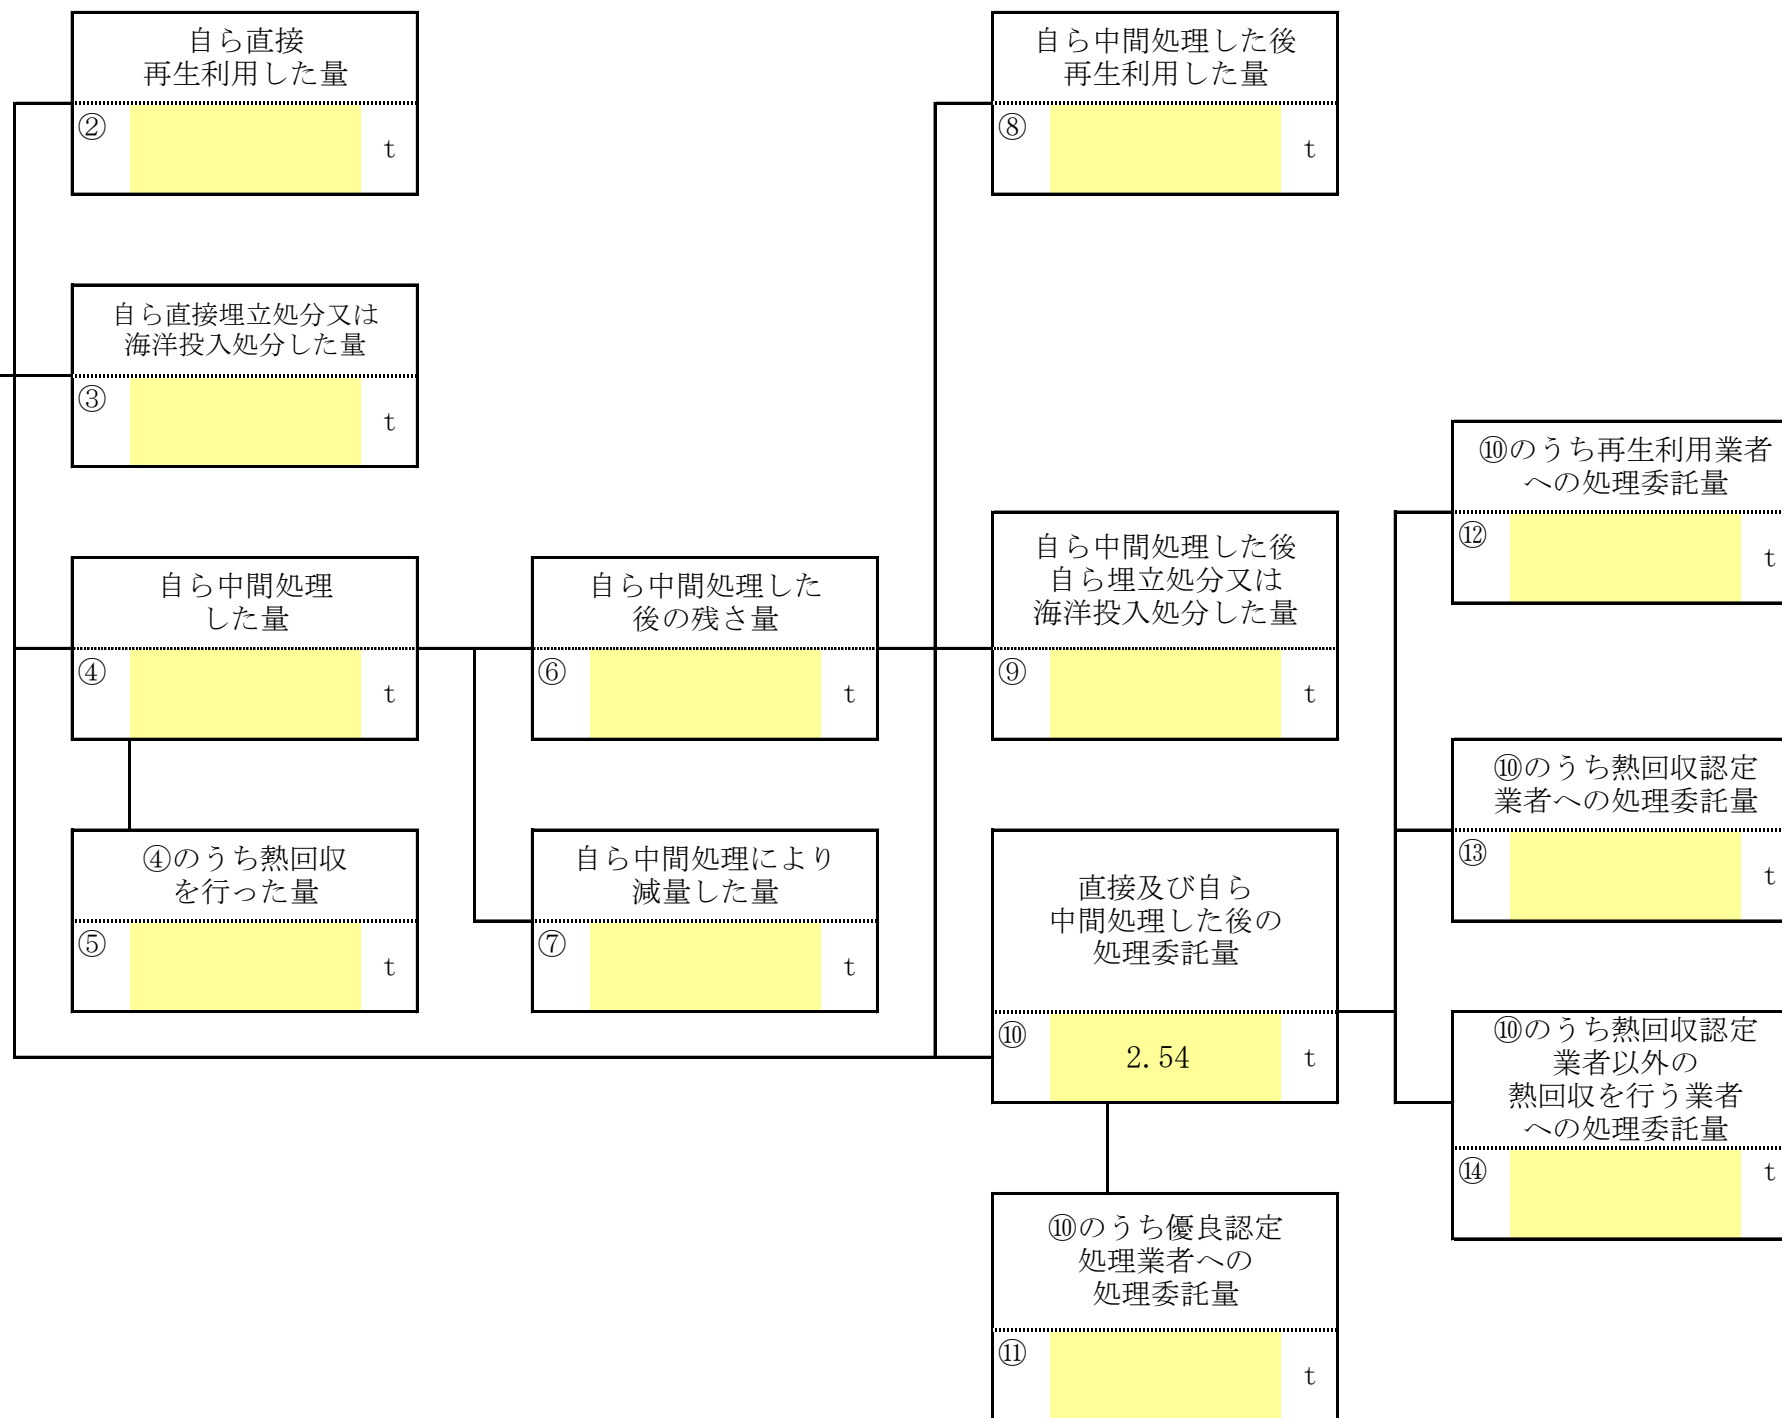 自ら直接
再生利用した量
②
t
自ら直接埋立処分又は
海洋投入処分した量
③
t
自ら中間処理
した量
④
t
④のうち熱回収
を行った量
⑤
t
自ら中間処理した
後の残さ量
⑥
t
自ら中間処理により
減量した量
⑦
t
自ら中間処理した後
再生利用した量
⑧
t
自ら中間処理した後
自ら埋立処分又は
海洋投入処分した量
⑨
t
直接及び自ら
中間処理した後の
処理委託量
⑩ 2.54 t
⑩のうち優良認定
処理業者への
処理委託量
⑪
t
⑩のうち再生利用業者
への処理委託量
⑫
t
⑩のうち熱回収認定
業者への処理委託量
⑬
t
⑩のうち熱回収認定
業者以外の
熱回収を行う業者
への処理委託量
⑭
t